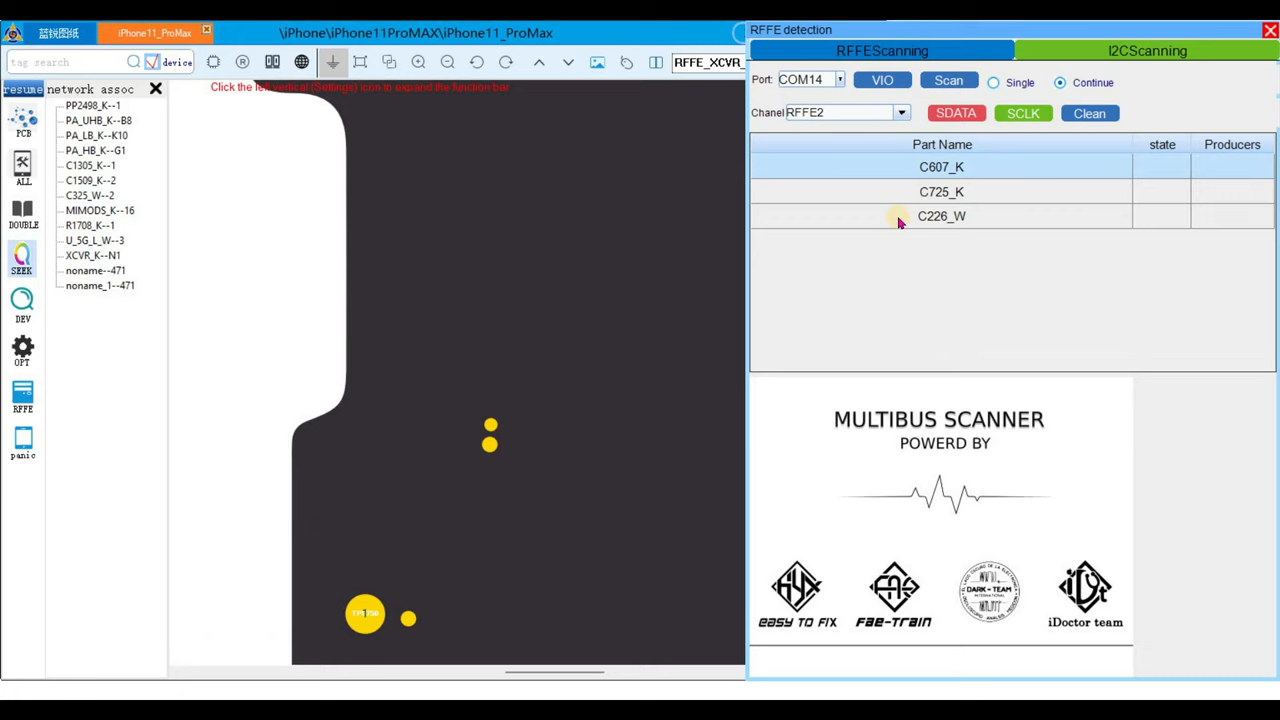 蓝锐图纸
iPhone11_ProMax
\iPhone\iPhone11ProMAX\iPhone11_ProMax
tag search
device
RFFE_XCVR_
resume
network assoc
Click the left vertical (Settings) icon to expand the function bar
PCB
ALL
DOUBLE
SEEK
DEV
OPT
RFFE
panic
PP2498_K--1
PA_UHB_K--B8
PA_LB_K--K10
PA_HB_K--G1
C1305_K--1
C1509_K--2
C325_W--2
MIMODS_K--16
R1708_K--1
U_5G_L_W--3
XCVR_K--N1
noname--471
noname_1--471
RFFE detection
RFFEScanning
I2CScanning
Port:
COM14
VIO
Scan
Single
Continue
Chanel
RFFE2
SDATA
SCLK
Clean
Part Name
state
Producers
C607_K
C725_K
C226_W
MULTIBUS SCANNER
POWERD BY
EASY TO FIX
FAE-TRAIN
DARK-TEAM
INTERNATIONAL
iDoctor team